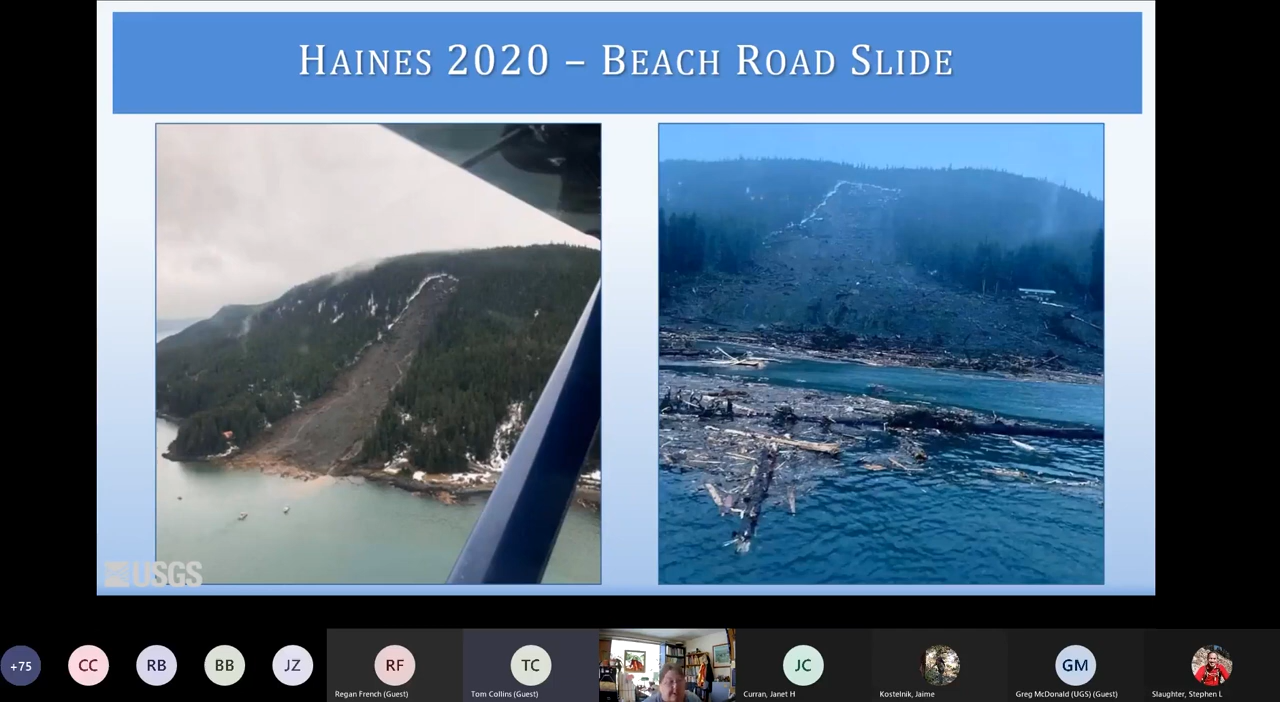 HAINES 2020 – BEACH ROAD SLIDE
USGS
+75
CC
RB
BB
JZ
RF
Regan French (Guest)
TC
Tom Collins (Guest)
JC
Curran, Janet H
Kostelnik, Jaime
GM
Greg McDonald (UGS) (Guest)
Slaughter, Stephen L